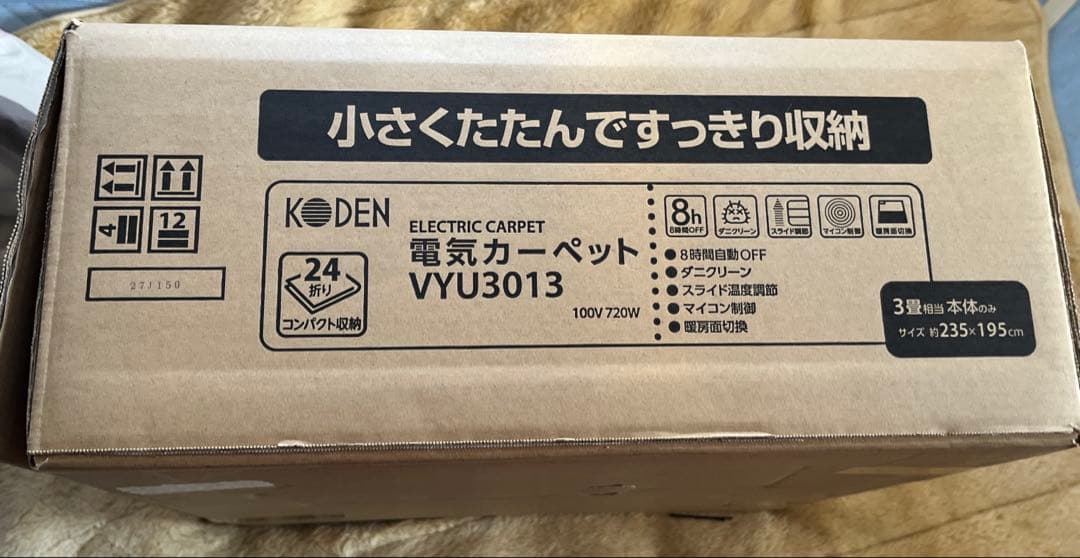 小さくたたんですっきり収納
4
12
27J150
KODEN
24
折り
コンパクト収納
ELECTRIC CARPET
電気カーペット
VYU3013
100V 720W
8h
8時間OFF
ダニクリーン
スライド調節
マイコン制御
暖房面切換
●8時間自動OFF
●ダニクリーン
●スライド温度調節
●マイコン制御
●暖房面切換
3畳相当 本体のみ
サイズ 約235×195cm